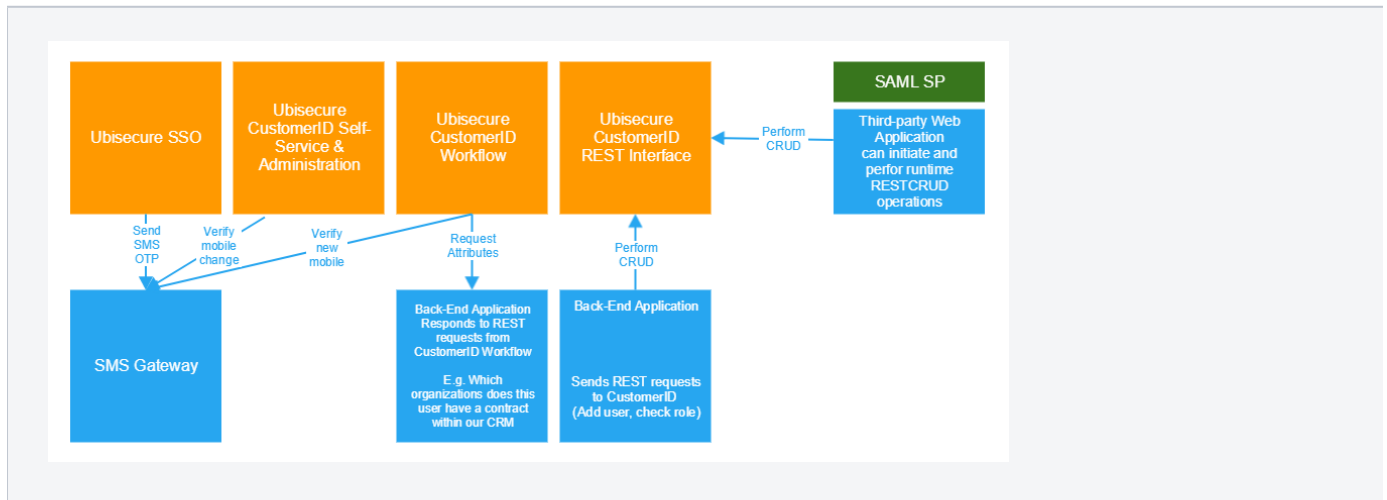 Ubisecure SSO
Ubisecure
CustomerID Self-
Service &
Administration
Ubisecure
CustomerID
Workflow
Ubisecure
CustomerID
REST Interface
Perform
CRUD
SAML SP
Third-party Web
Application
can initiate and
perfor runtime
RESTCRUD
operations
Send
SMS
OTP
Verify
mobile
change
Verify
new
mobile
Request
Attributes
Perform
CRUD
SMS Gateway
Back-End Application
Responds to REST
requests from
CustomerID Workflow
E.g. Which
organizations does this
user have a contract
within our CRM
Back-End Application
Sends REST requests
to CustomerID
(Add user, check role)